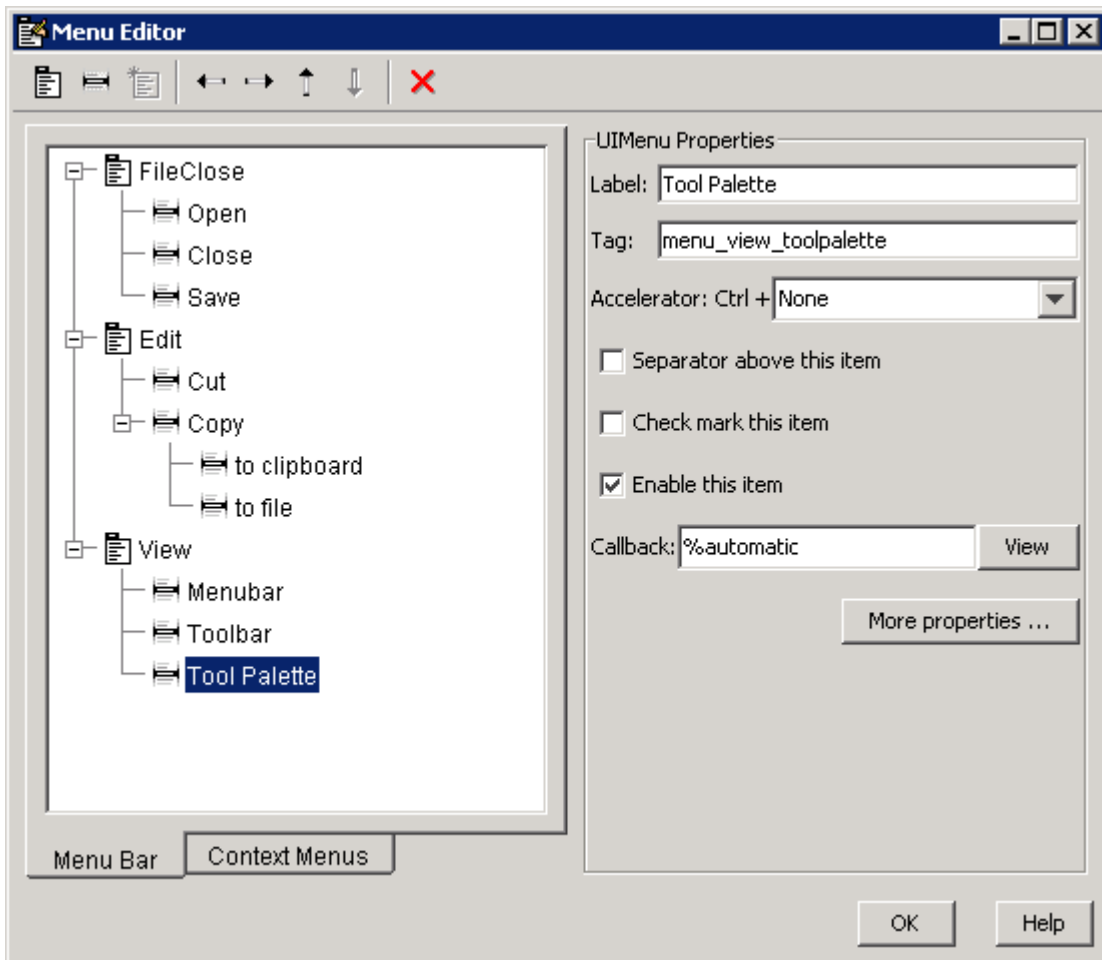 Menu Editor
FileClose
Open
Close
Save
Edit
Cut
Copy
to clipboard
to file
View
Menubar
Toolbar
Tool Palette
Menu Bar
Context Menus
UIMenu Properties
Label: Tool Palette
Tag: menu_view_toolpalette
Accelerator: Ctrl + None
Separator above this item
Check mark this item
Enable this item
Callback: %automatic View
More properties ...
OK Help